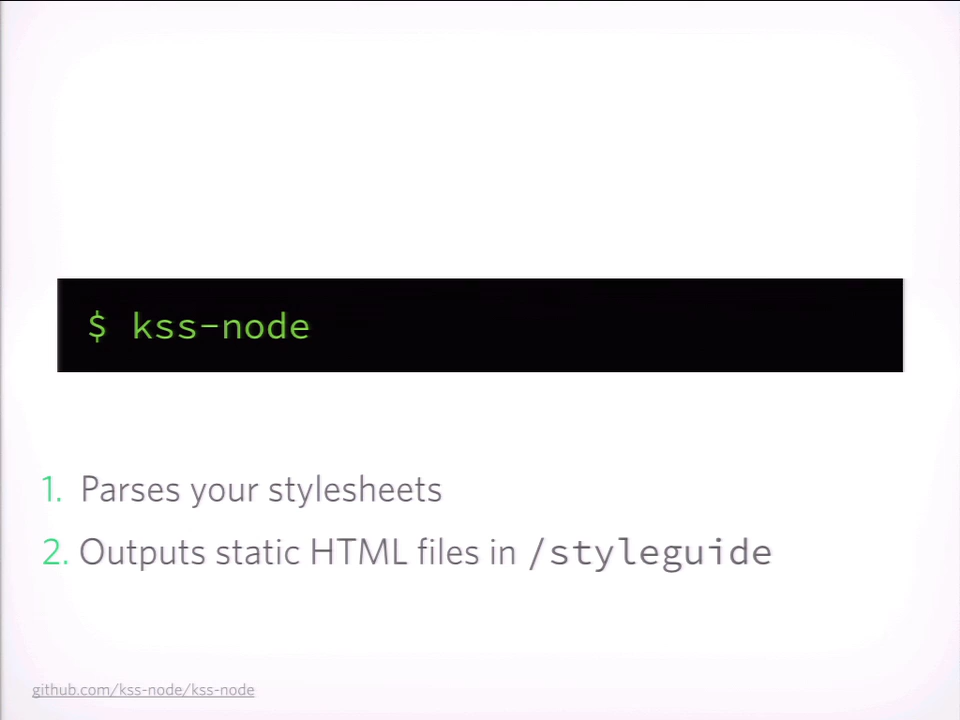 $ kss-node
1. Parses your stylesheets
2. Outputs static HTML files in /styleguide
github.com/kss-node/kss-node